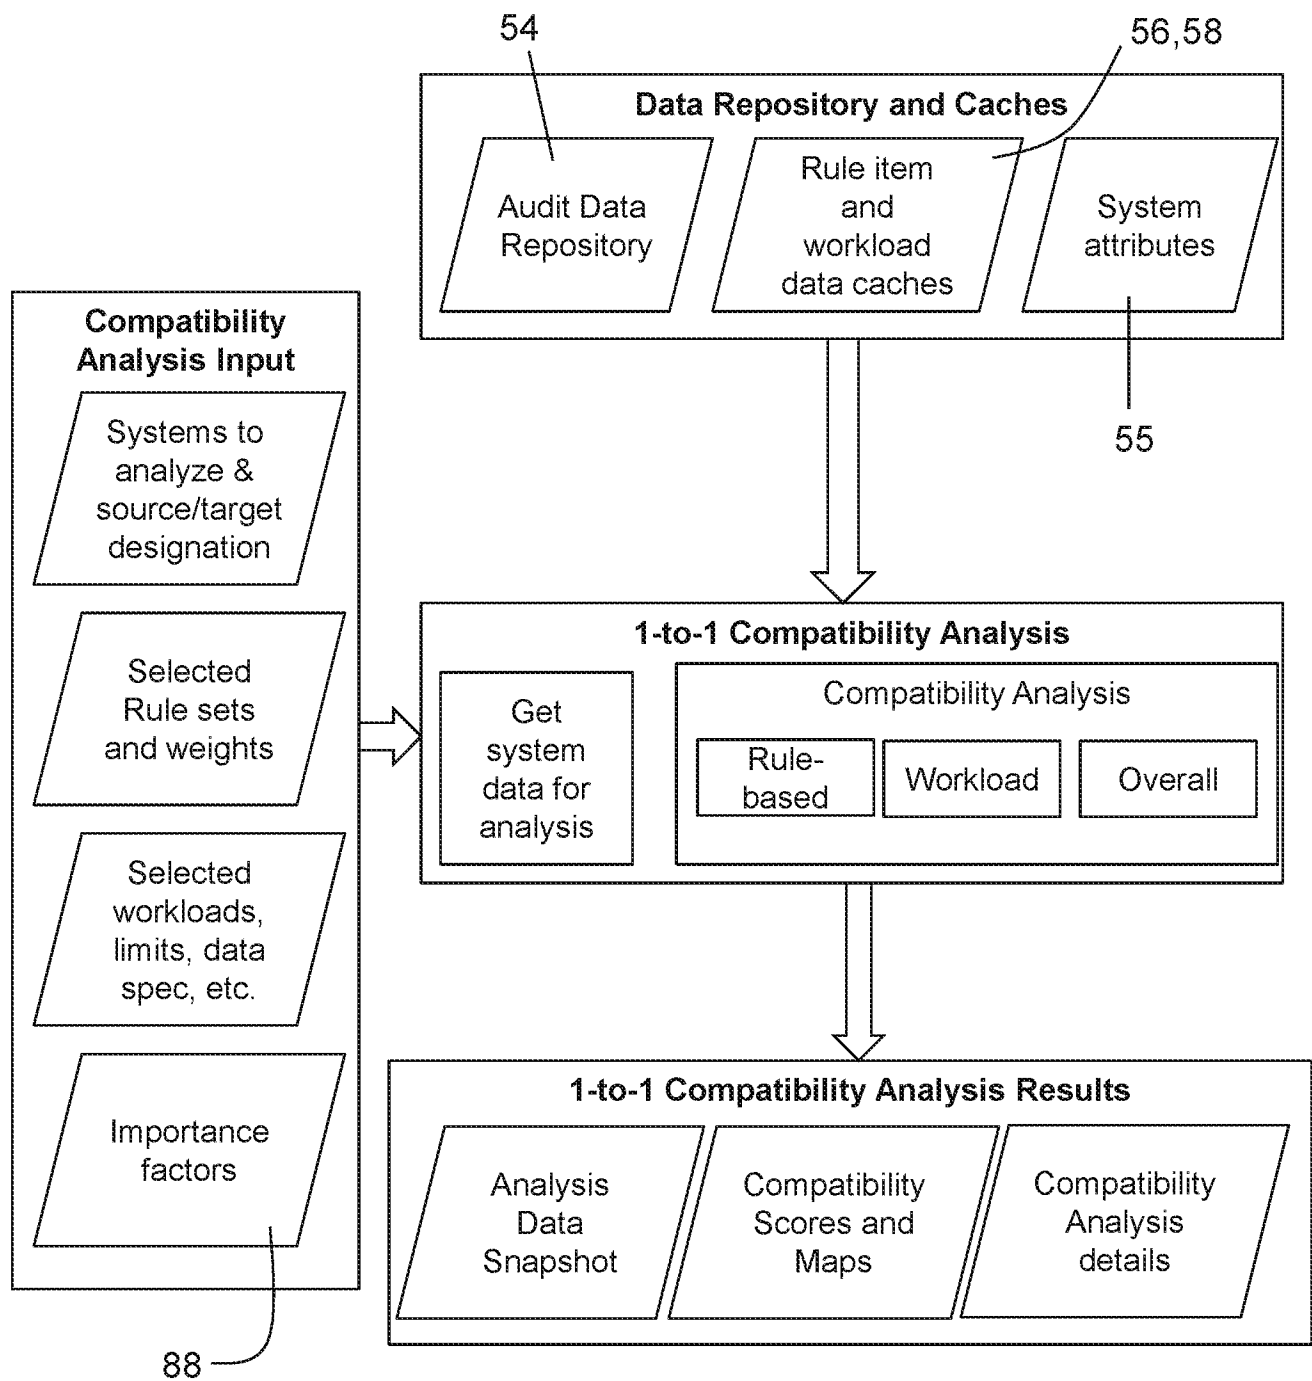 54
56,58
Data Repository and Caches
Audit Data
Repository
Rule item
and
workload
data caches
System
attributes
55
Compatibility
Analysis Input
Systems to
analyze &
source/target
designation
Selected
Rule sets
and weights
Selected
workloads,
limits, data
spec, etc.
Importance
factors
88
1-to-1 Compatibility Analysis
Get
system
data for
analysis
Compatibility Analysis
Rule-
based
Workload
Overall
1-to-1 Compatibility Analysis Results
Analysis
Data
Snapshot
Compatibility
Scores and
Maps
Compatibility
Analysis
details